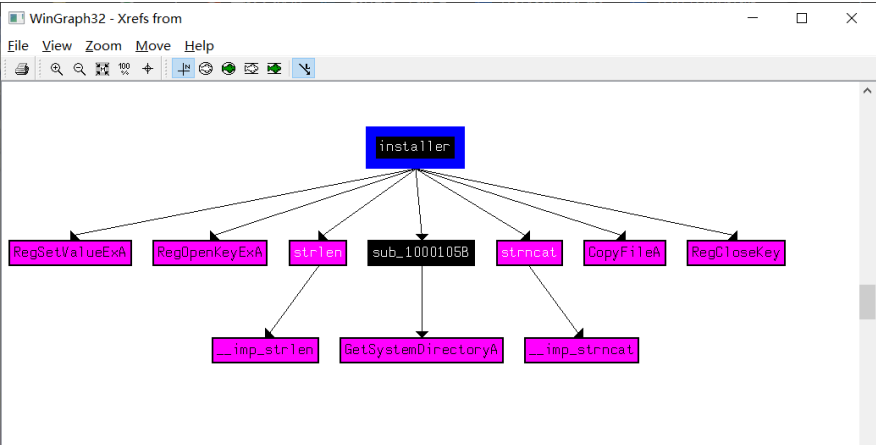 WinGraph32 - Xrefs from
File View Zoom Move Help
100
%
N
installer
RegSetValueExA RegOpenKeyExA strlen sub_1000105B strncat CopyFileA RegCloseKey
__imp_strlen GetSystemDirectoryA __imp_strncat